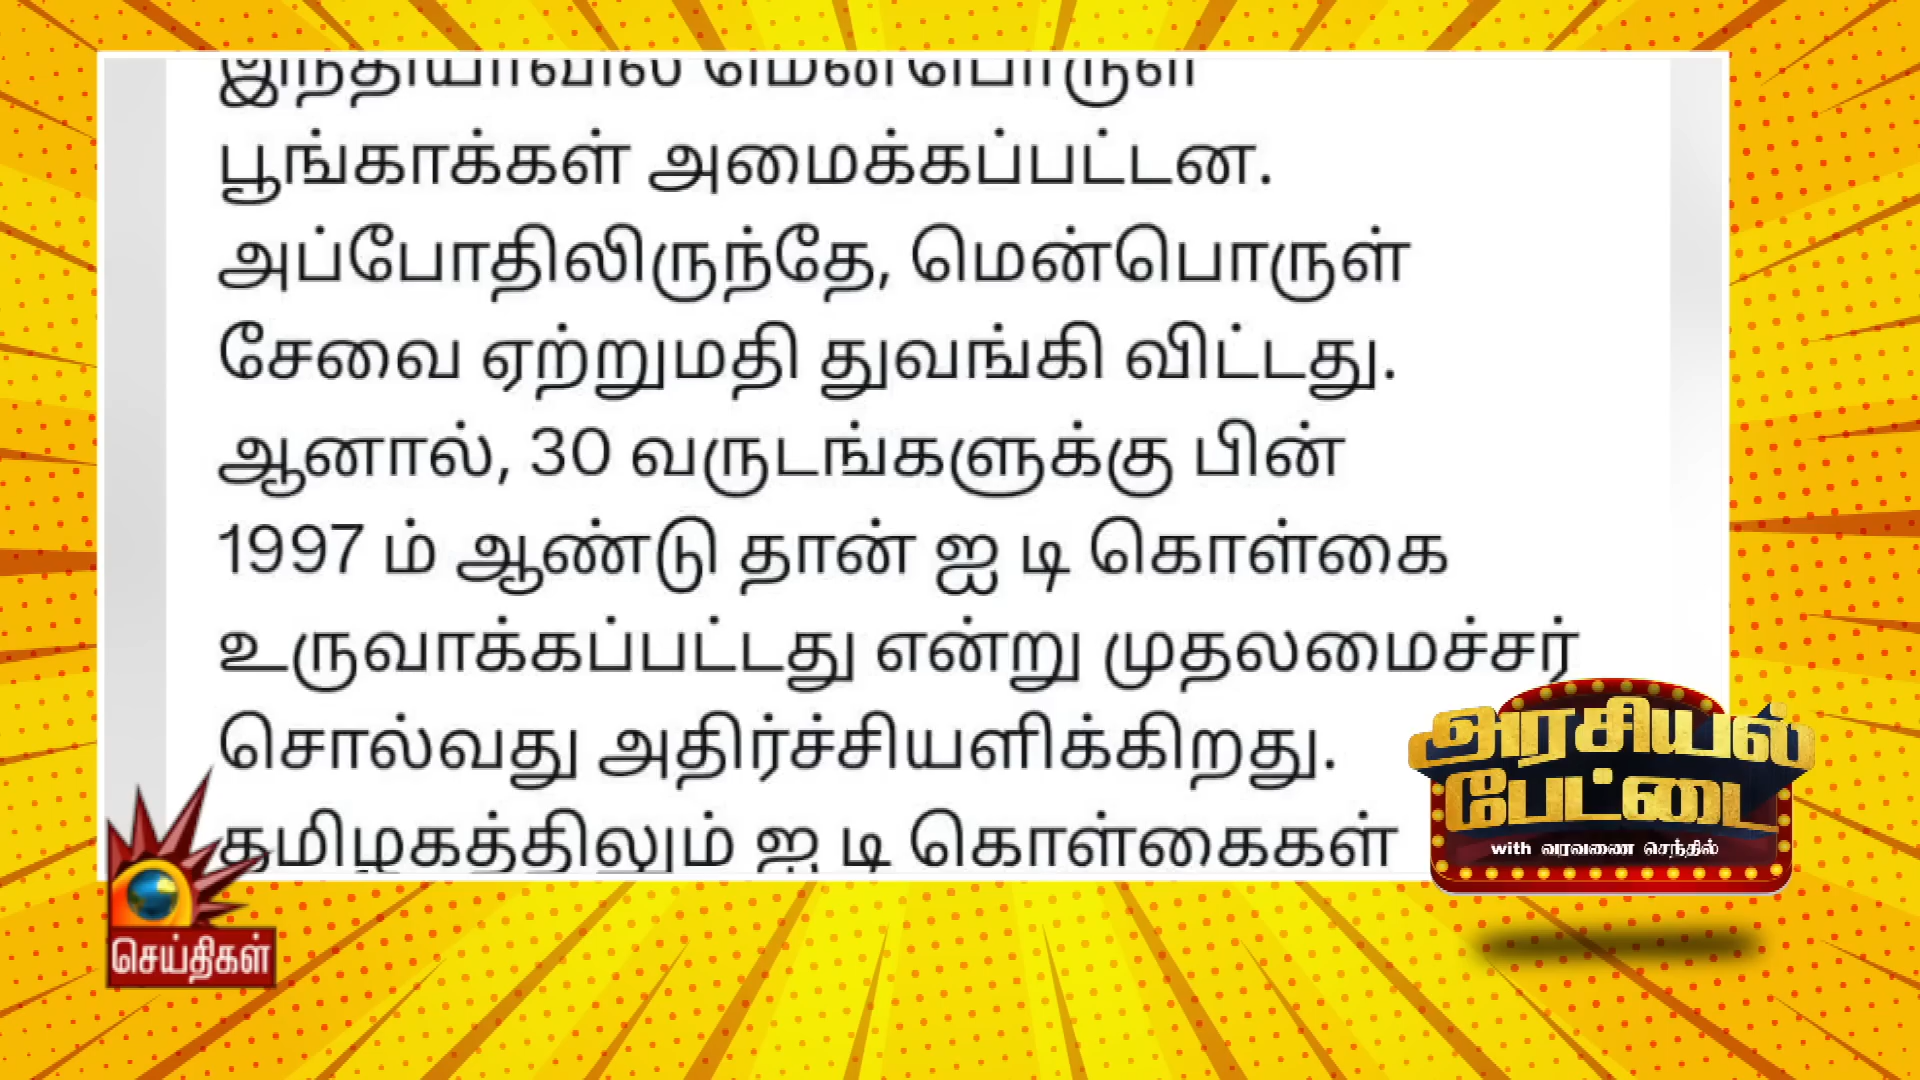 இந்தியாவில் மென்பொருள்
பூங்காக்கள் அமைக்கப்பட்டன.
அப்போதிலிருந்தே, மென்பொருள்
சேவை ஏற்றுமதி துவங்கி விட்டது.
ஆனால், 30 வருடங்களுக்கு பின்
1997 ம் ஆண்டு தான் ஐ டி கொள்கை
உருவாக்கப்பட்டது என்று முதலமைச்சர்
சொல்வது அதிர்ச்சியளிக்கிறது.
தமிழகத்திலும் ஐ டி கொள்கைகள்
அரசியல்
பேட்டை
with வரவணை செந்தில்
செய்திகள்